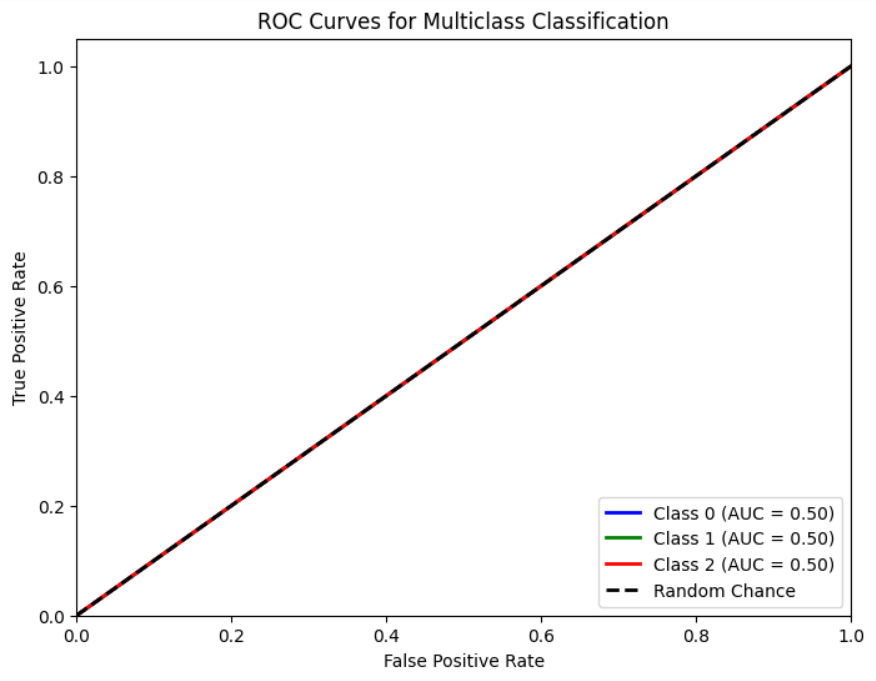 ROC Curves for Multiclass Classification
1.0
0.8
0.6
0.4
0.2
0.0
True Positive Rate
0.0 0.2 0.4 0.6 0.8 1.0
False Positive Rate
Class 0 (AUC = 0.50)
Class 1 (AUC = 0.50)
Class 2 (AUC = 0.50)
Random Chance